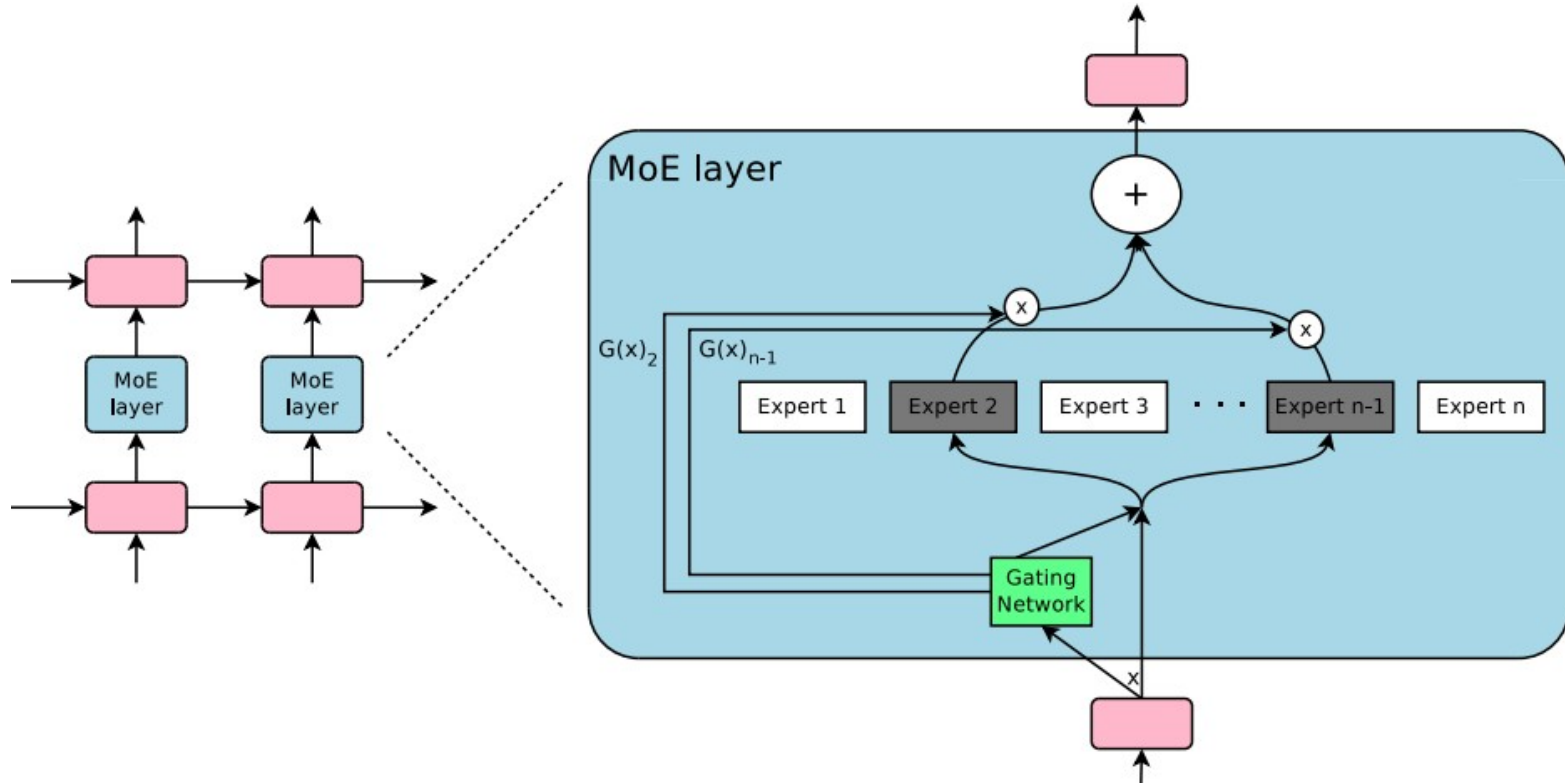 MoE
layer
MoE
layer
MoE layer
+
x
x
G(x)2
G(x)n-1
Expert 1
Expert 2
Expert 3
. . .
Expert n-1
Expert n
Gating
Network
x